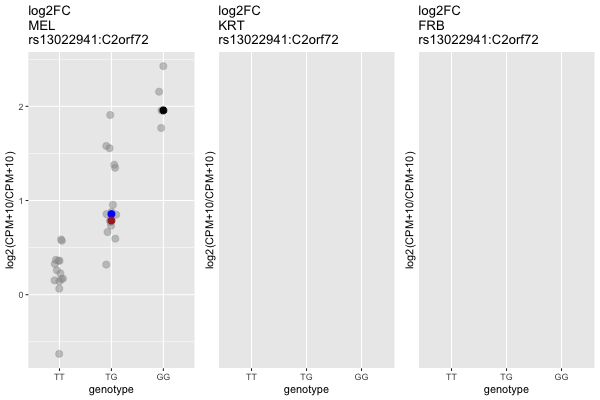 log2FC
MEL
rs13022941:C2orf72
log2(CPM+10/CPM+10)
2
1
0
TT TG GG
genotype
log2FC
KRT
rs13022941:C2orf72
log2(CPM+10/CPM+10)
TT TG GG
genotype
log2FC
FRB
rs13022941:C2orf72
log2(CPM+10/CPM+10)
TT TG GG
genotype